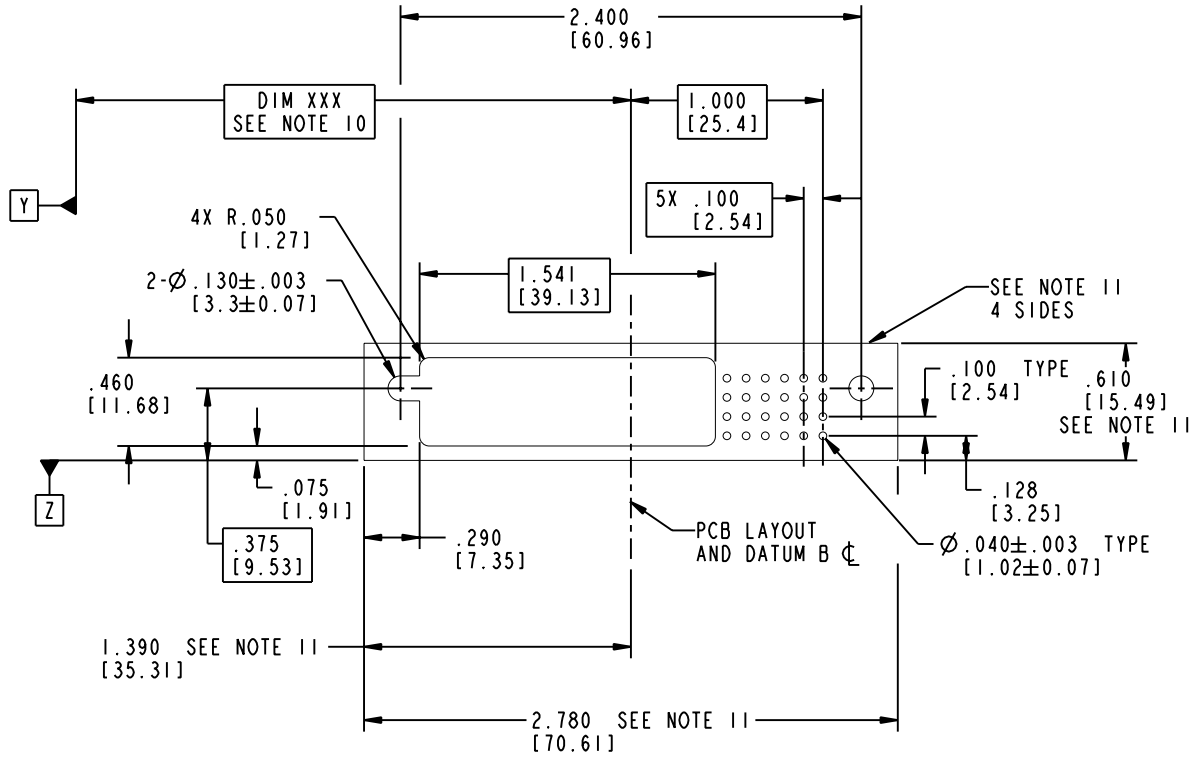 2.400
[60.96]
DIM XXX
SEE NOTE 10
1.000
[25.4]
Y
5X .100
[2.54]
4X R.050
[1.27]
1.541
[39.13]
2-Ø .130±.003
[3.3±0.07]
SEE NOTE 11
4 SIDES
.100 TYPE
[2.54]
.460
[11.68]
.610
[15.49]
SEE NOTE 11
.075
[1.91]
.128
[3.25]
Z
.375
[9.53]
.290
[7.35]
PCB LAYOUT
AND DATUM B ℄
Ø .040±.003 TYPE
[1.02±0.07]
1.390 SEE NOTE 11
[35.31]
2.780 SEE NOTE 11
[70.61]